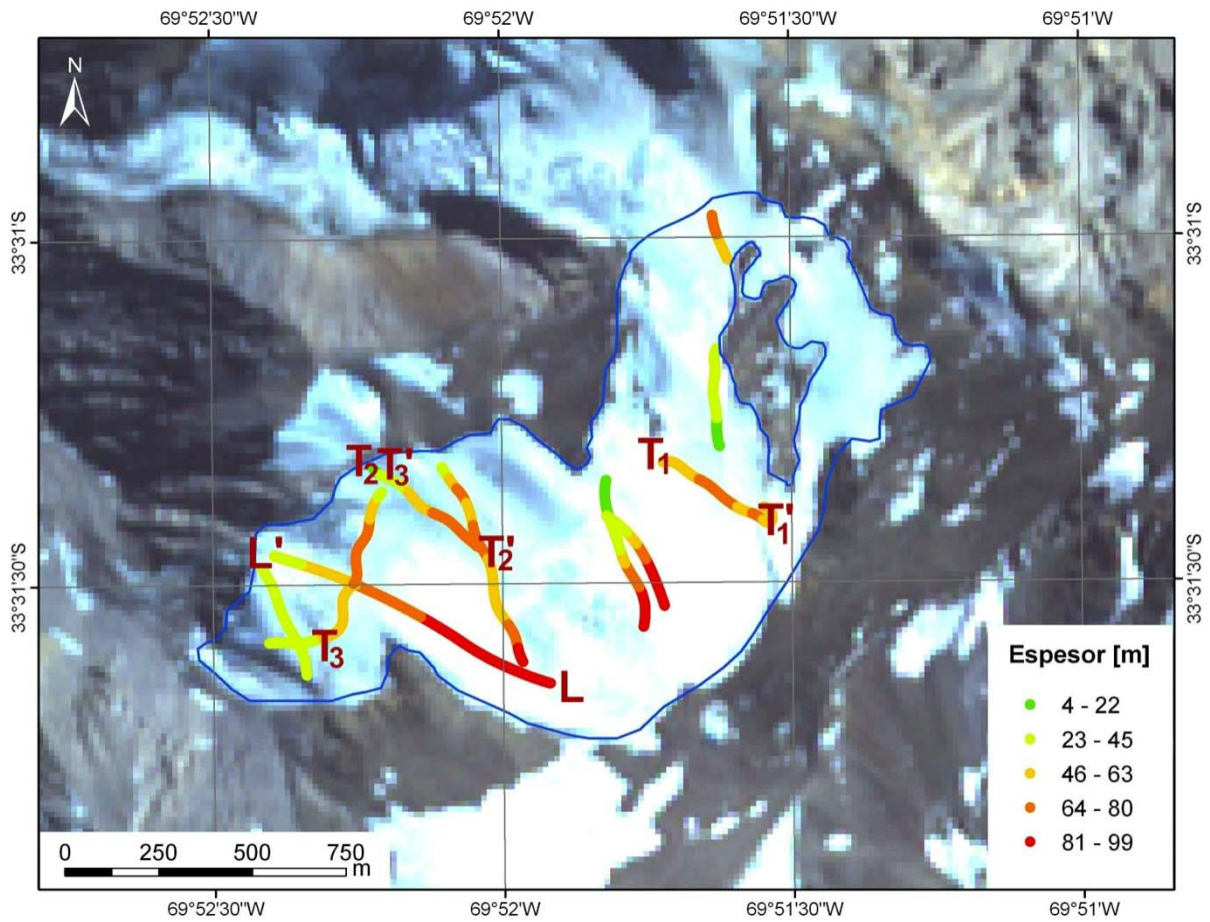 69°52'30"W 69°52'W 69°51'30"W 69°51'W
N
33°31'S 33°31'S
T1
T2 T3'
T1'
L' T2'
33°31'30"S 33°31'30"S
T3
L
Espesor [m]
4 - 22
23 - 45
46 - 63
64 - 80
81 - 99
0 250 500 750
m
69°52'30"W 69°52'W 69°51'30"W 69°51'W